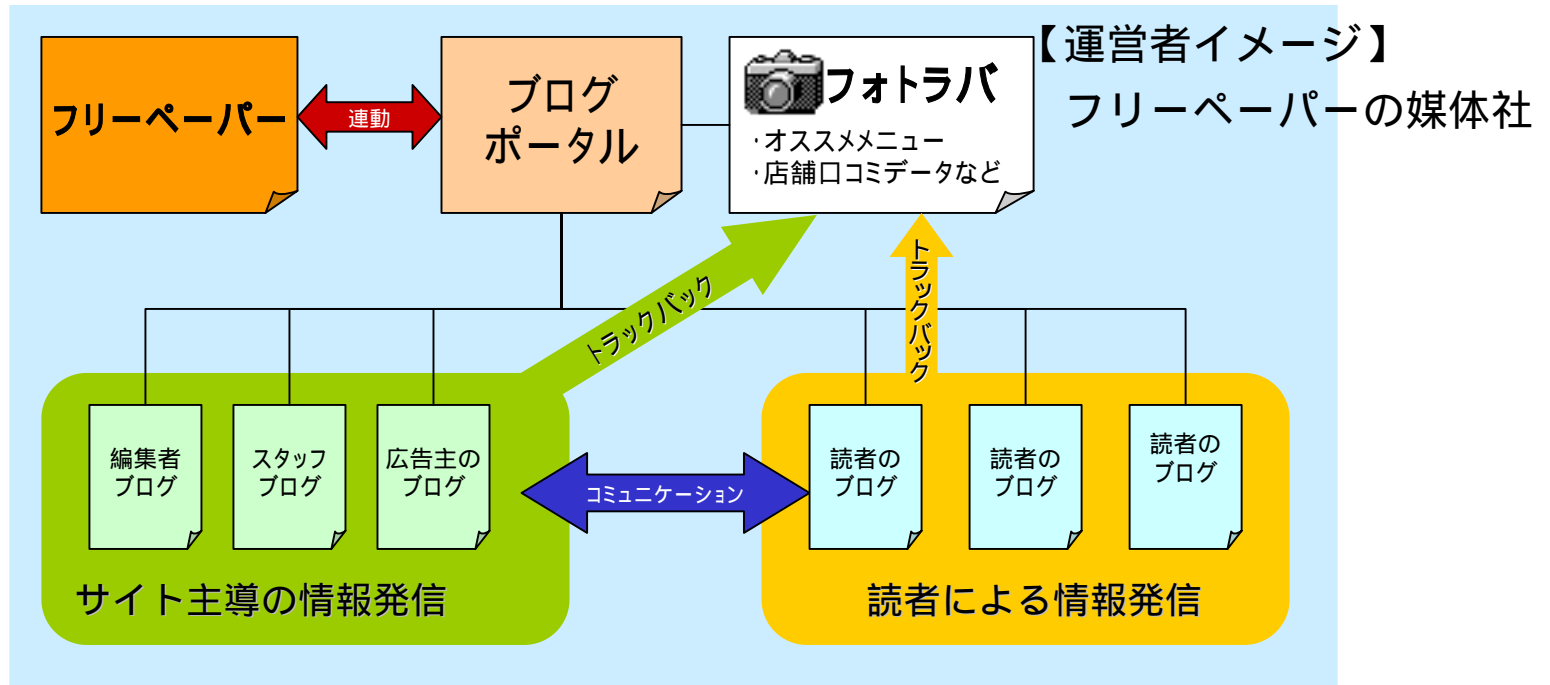 【運営者イメージ】
フリーペーパーの媒体社
フリーペーパー
連動
ブログ
ポータル
フォトラバ
・オススメメニュー
・店舗口コミデータなど
トラックバック
トラックバック
編集者
ブログ
スタッフ
ブログ
広告主の
ブログ
コミュニケーション
読者の
ブログ
読者の
ブログ
読者の
ブログ
サイト主導の情報発信
読者による情報発信